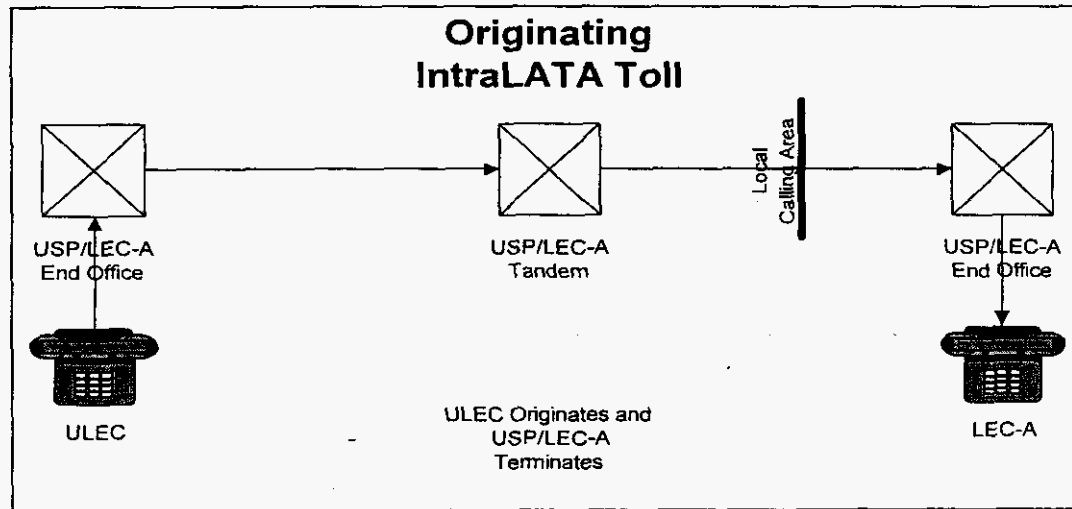 Originating
IntraLATA Toll
Local
Calling Area
USP/LEC-A
End Office
USP/LEC-A
Tandem
USP/LEC-A
End Office
ULEC
ULEC Originates and
USP/LEC-A
Terminates
LEC-A